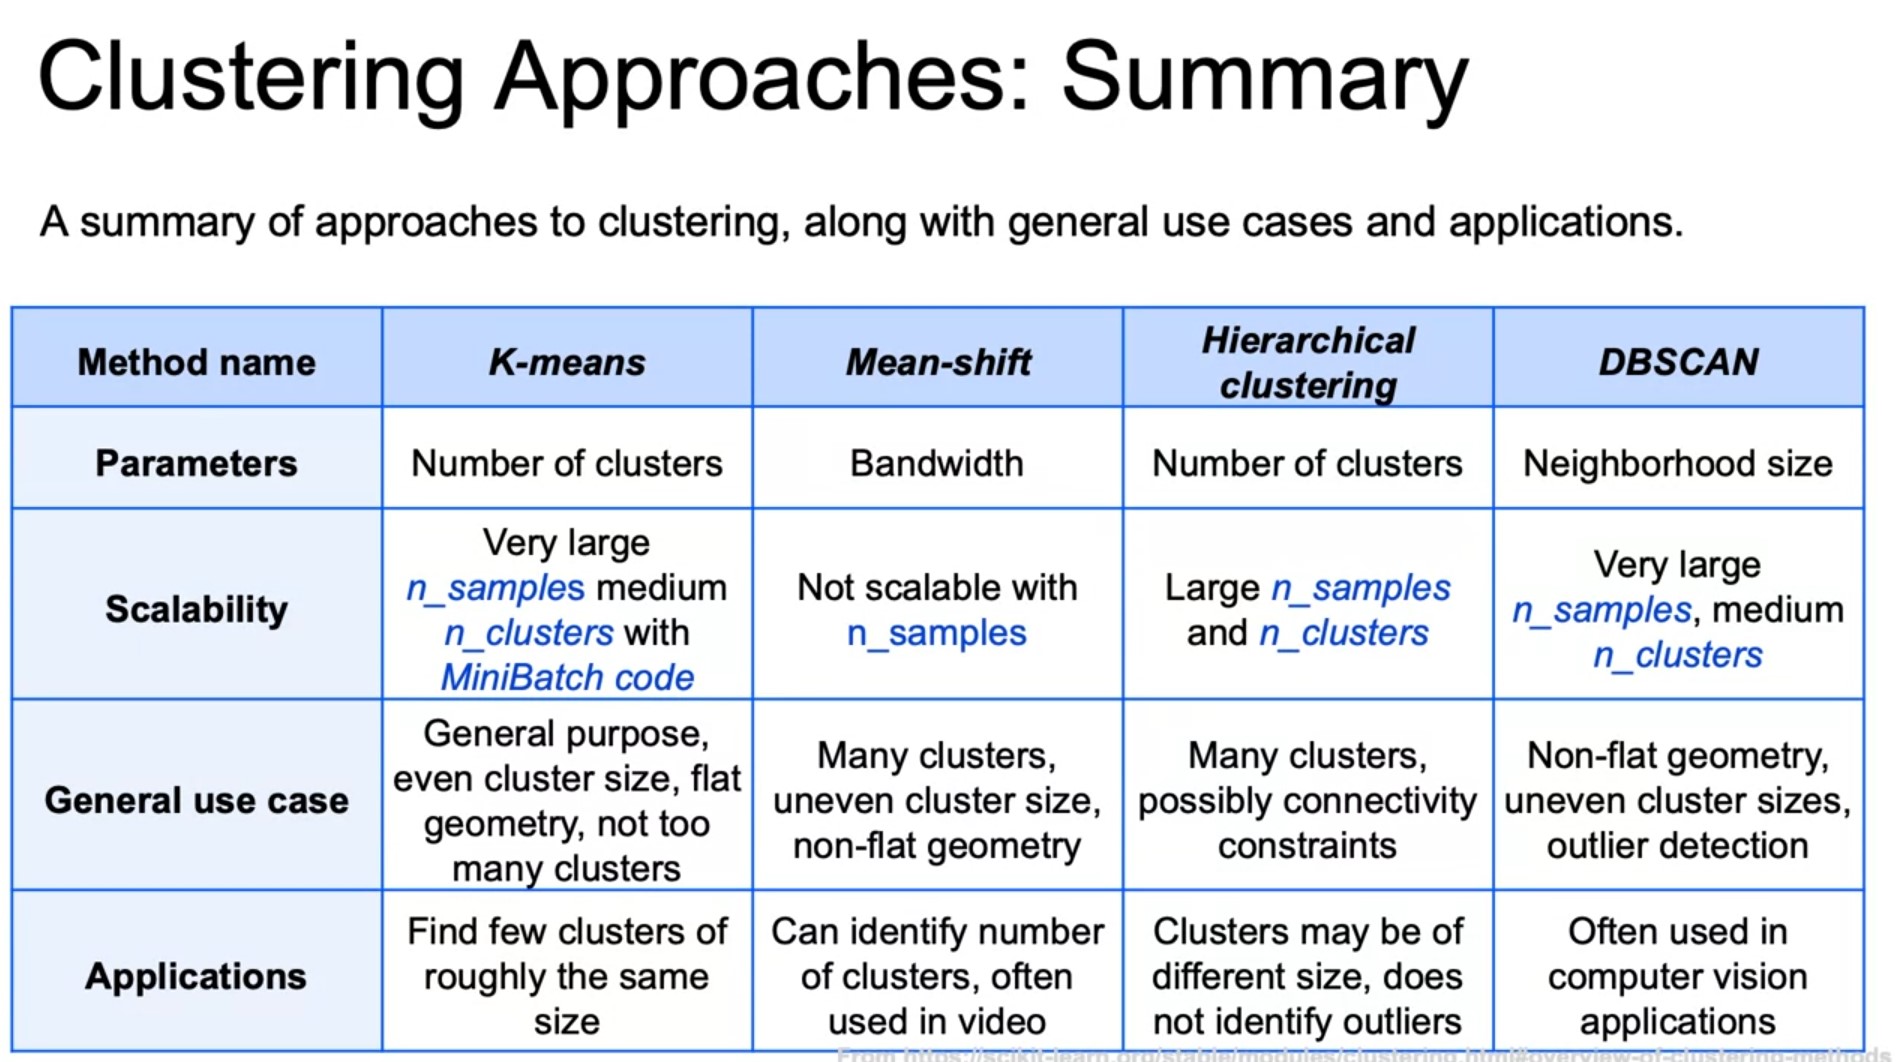 Clustering Approaches: Summary
A summary of approaches to clustering, along with general use cases and applications.
Method name
K-means
Mean-shift
Hierarchical
clustering
DBSCAN
Parameters
Number of clusters
Bandwidth
Number of clusters
Neighborhood size
Scalability
Very large
n_samples medium
n_clusters with
MiniBatch code
Not scalable with
n_samples
Large n_samples
and n_clusters
Very large
n_samples, medium
n_clusters
General use case
General purpose,
even cluster size, flat
geometry, not too
many clusters
Many clusters,
uneven cluster size,
non-flat geometry
Many clusters,
possibly connectivity
constraints
Non-flat geometry,
uneven cluster sizes,
outlier detection
Applications
Find few clusters of
roughly the same
size
Can identify number
of clusters, often
used in video
Clusters may be of
different size, does
not identify outliers
Often used in
computer vision
applications
From https://scikit-learn.org/stable/modules/clustering.html#overview-of-clustering-methods